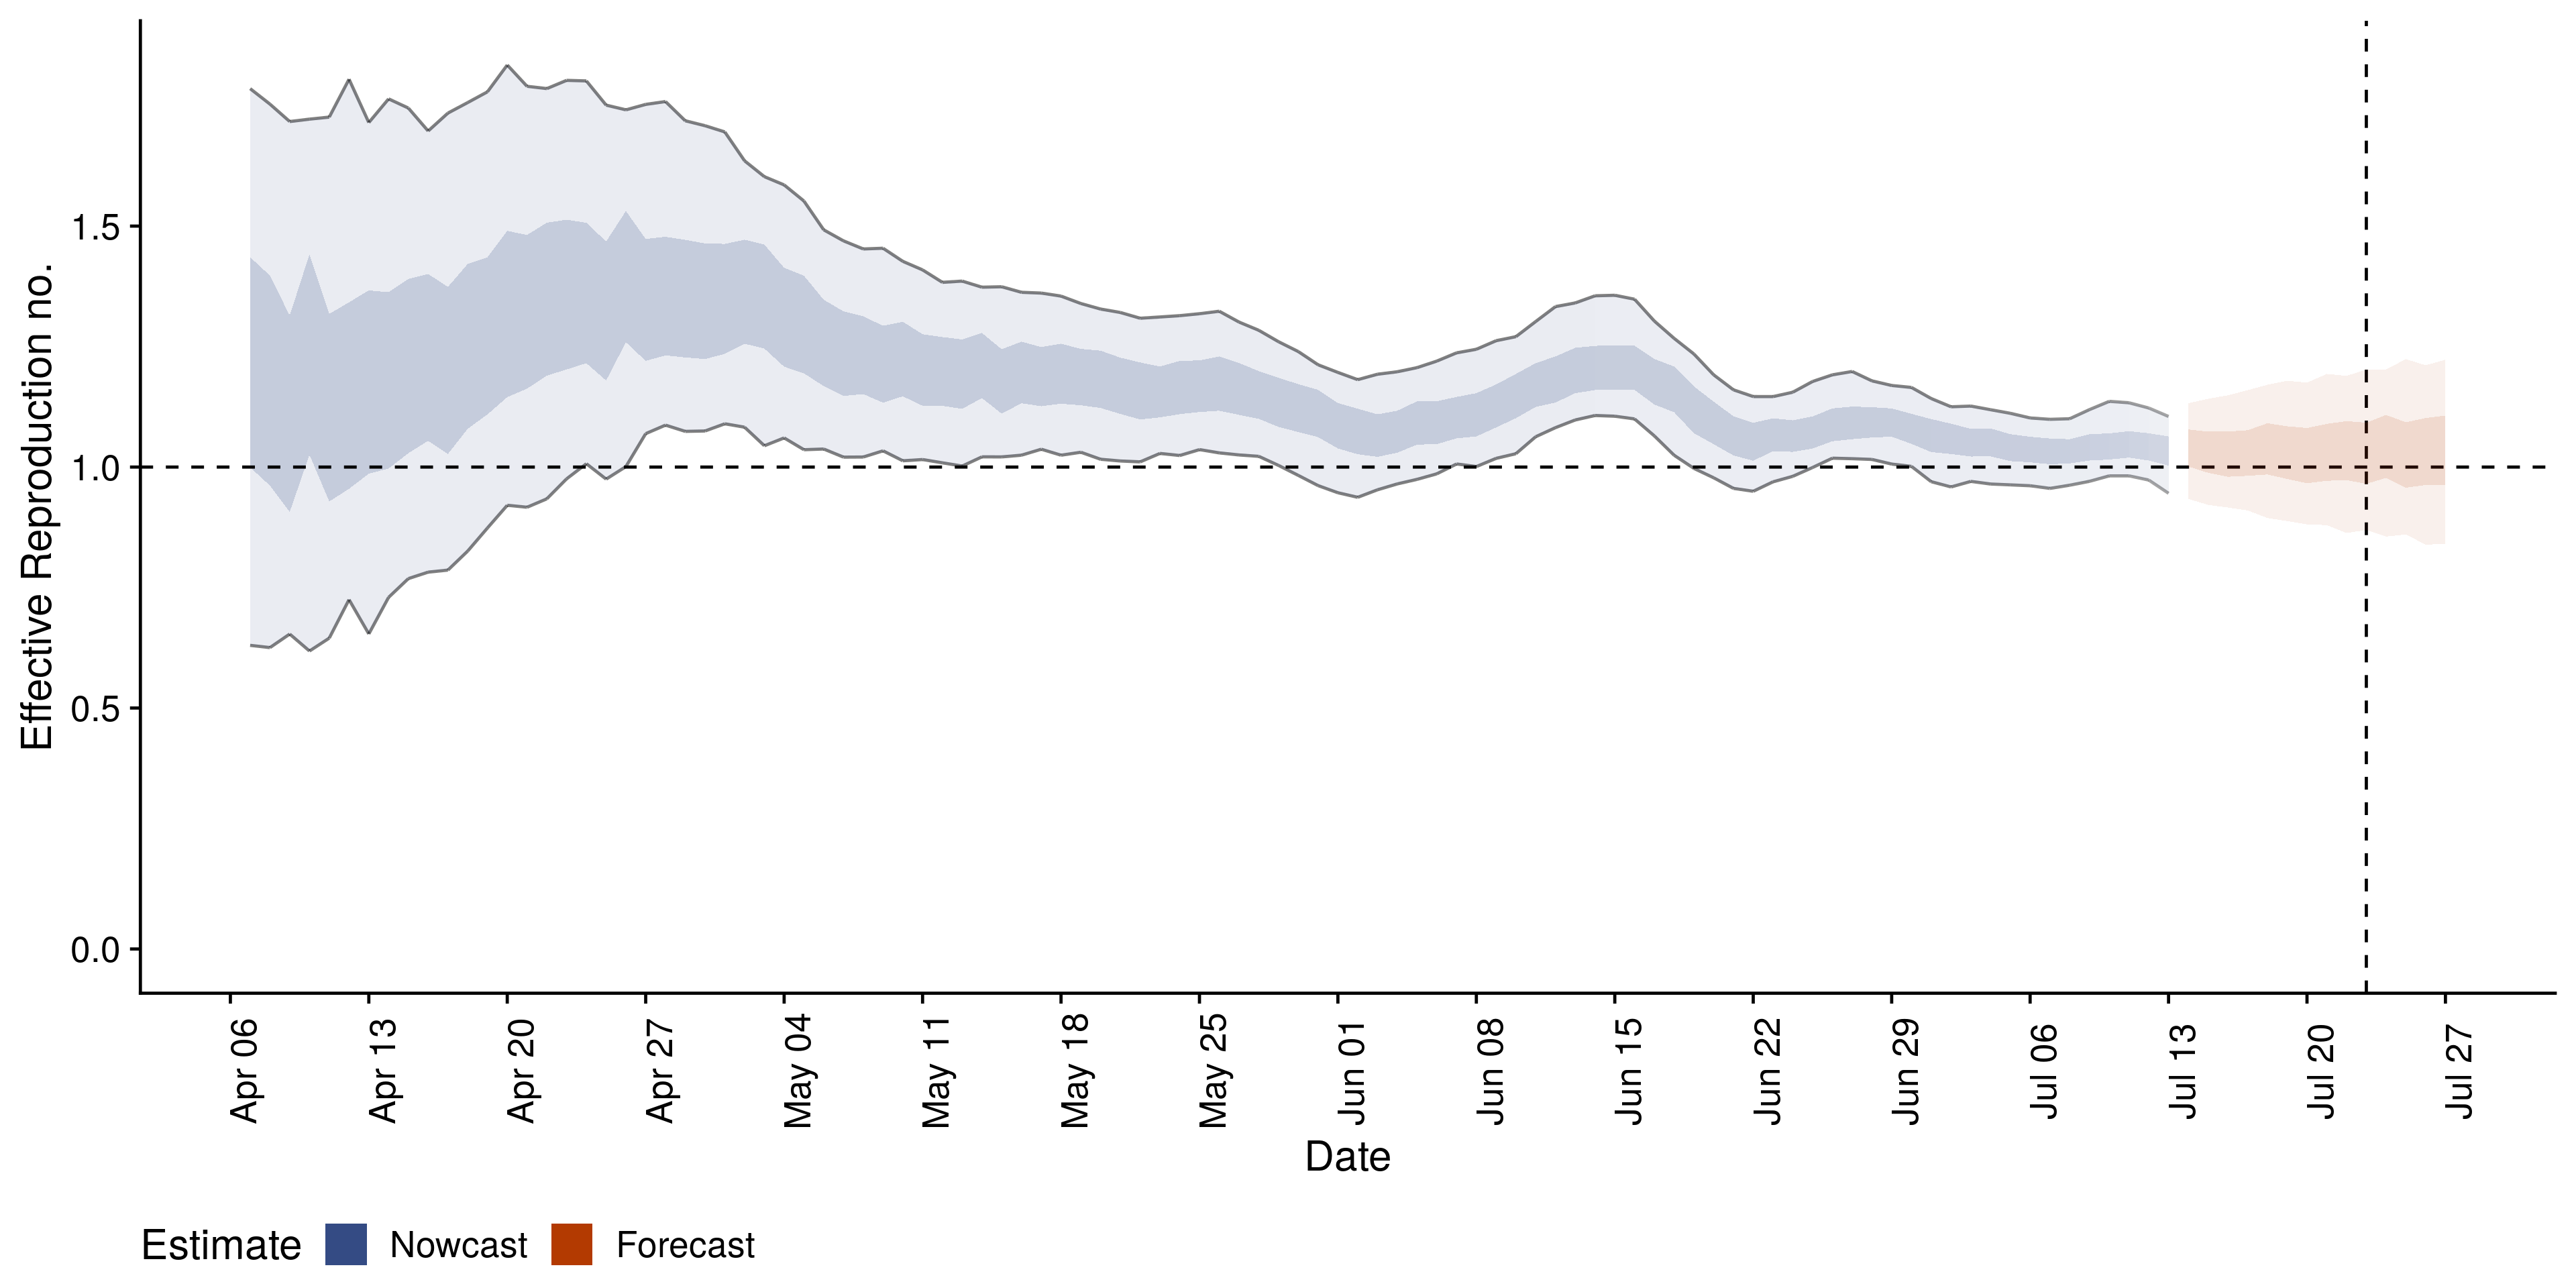 Effective Reproduction no.
1.5
1.0
0.5
0.0
Apr 06
Apr 13
Apr 20
Apr 27
May 04
May 11
May 18
May 25
Jun 01
Jun 08
Jun 15
Jun 22
Jun 29
Jul 06
Jul 13
Jul 20
Jul 27
Date
Estimate Nowcast Forecast